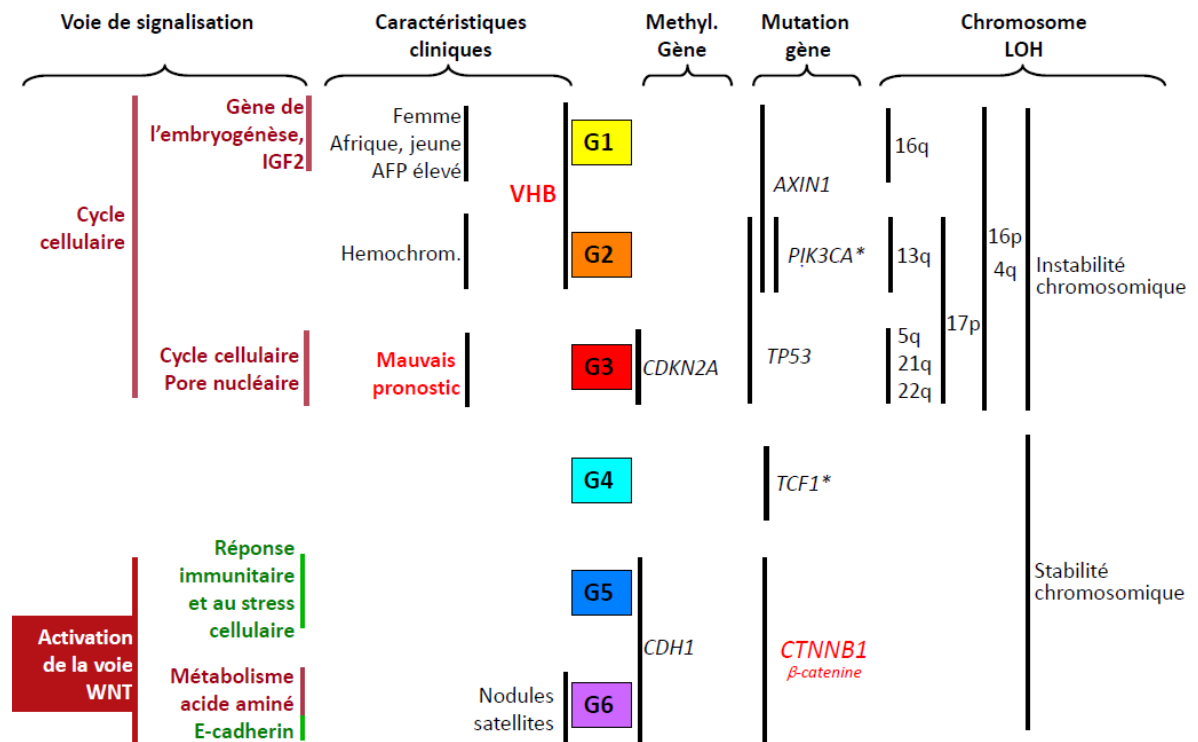 Voie de signalisation
Caractéristiques
cliniques
Methyl.
Gène
Mutation
gène
Chromosome
LOH
Gène de
l'embryogénèse,
IGF2
Femme
Afrique, jeune
AFP élevé
G1
16q
VHB
AXIN1
Cycle
cellulaire
Hemochrom.
G2
PIK3CA*
13q
16p
4q
Instabilité
chromosomique
17p
Cycle cellulaire
Pore nucléaire
Mauvais
pronostic
G3
CDKN2A
TP53
5q
21q
22q
G4
TCF1*
Réponse
immunitaire
et au stress
cellulaire
G5
Stabilité
chromosomique
Activation
de la voie
WNT
CDH1
CTNNB1
β-catenine
Métabolisme
acide aminé
E-cadherin
Nodules
satellites
G6